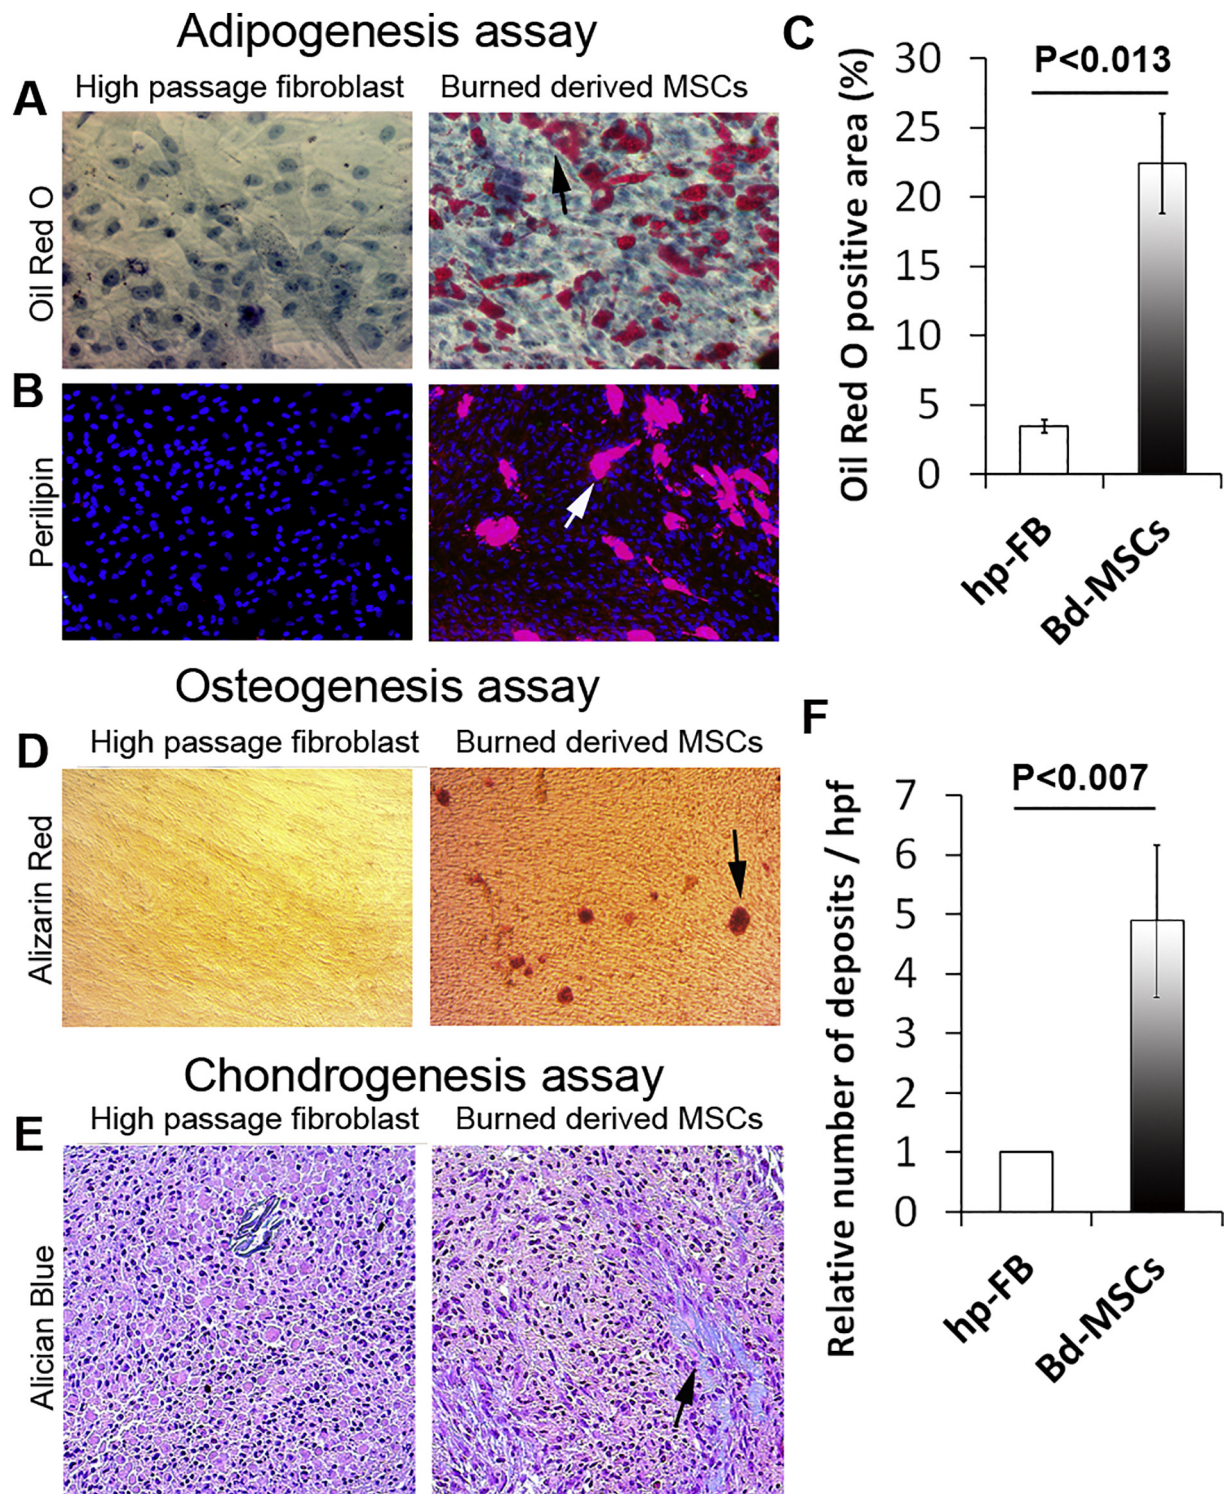 Adipogenesis assay
A
High passage fibroblast
Burned derived MSCs
Oil Red O
B
Perilipin
C
Oil Red O positive area (%)
P<0.013
30
25
20
15
10
5
0
hp-FB
Bd-MSCs
Osteogenesis assay
D
High passage fibroblast
Burned derived MSCs
Alizarin Red
Chondrogenesis assay
E
High passage fibroblast
Burned derived MSCs
Alician Blue
F
Relative number of deposits / hpf
P<0.007
7
6
5
4
3
2
1
0
hp-FB
Bd-MSCs